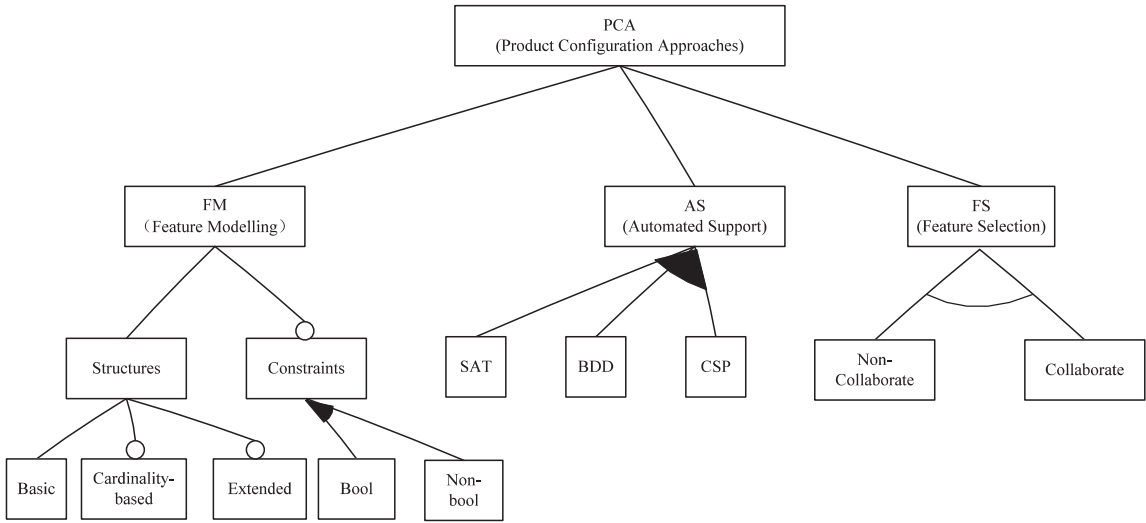 PCA
(Product Configuration Approaches)
FM
（Feature Modelling）
AS
(Automated Support)
FS
(Feature Selection)
Structures
Constraints
SAT
BDD
CSP
Non-
Collaborate
Collaborate
Basic
Cardinality-
based
Extended
Bool
Non-
bool